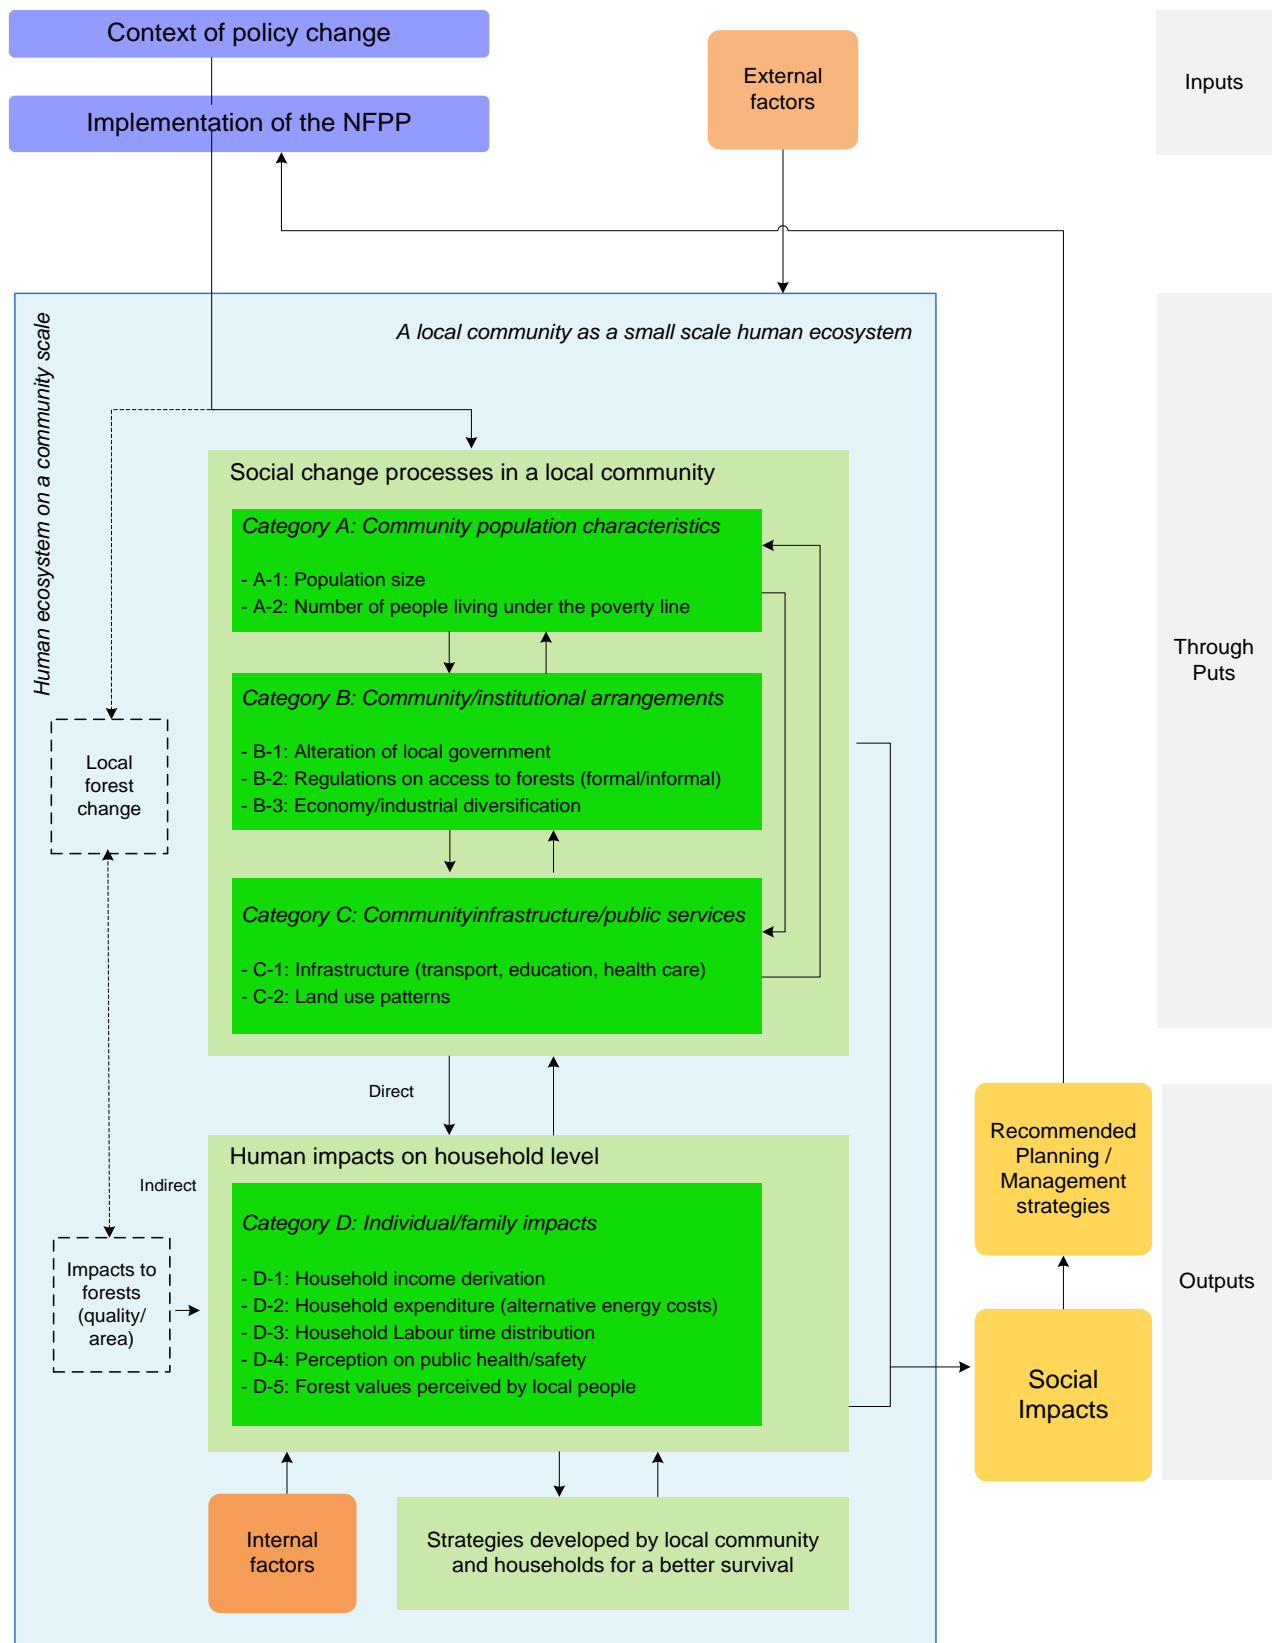 Context of policy change
Implementation of the NFPP
External
factors
Inputs
A local community as a small scale human ecosystem
Human ecosystem on a community scale
Social change processes in a local community
Category A: Community population characteristics
- A-1: Population size
- A-2: Number of people living under the poverty line
Category B: Community/institutional arrangements
- B-1: Alteration of local government
- B-2: Regulations on access to forests (formal/informal)
- B-3: Economy/industrial diversification
Category C: Communityinfrastructure/public services
- C-1: Infrastructure (transport, education, health care)
- C-2: Land use patterns
Local
forest
change
Through
Puts
Direct
Indirect
Human impacts on household level
Category D: Individual/family impacts
- D-1: Household income derivation
- D-2: Household expenditure (alternative energy costs)
- D-3: Household Labour time distribution
- D-4: Perception on public health/safety
- D-5: Forest values perceived by local people
Impacts to
forests
(quality/
area)
Recommended
Planning /
Management
strategies
Outputs
Social
Impacts
Internal
factors
Strategies developed by local community
and households for a better survival